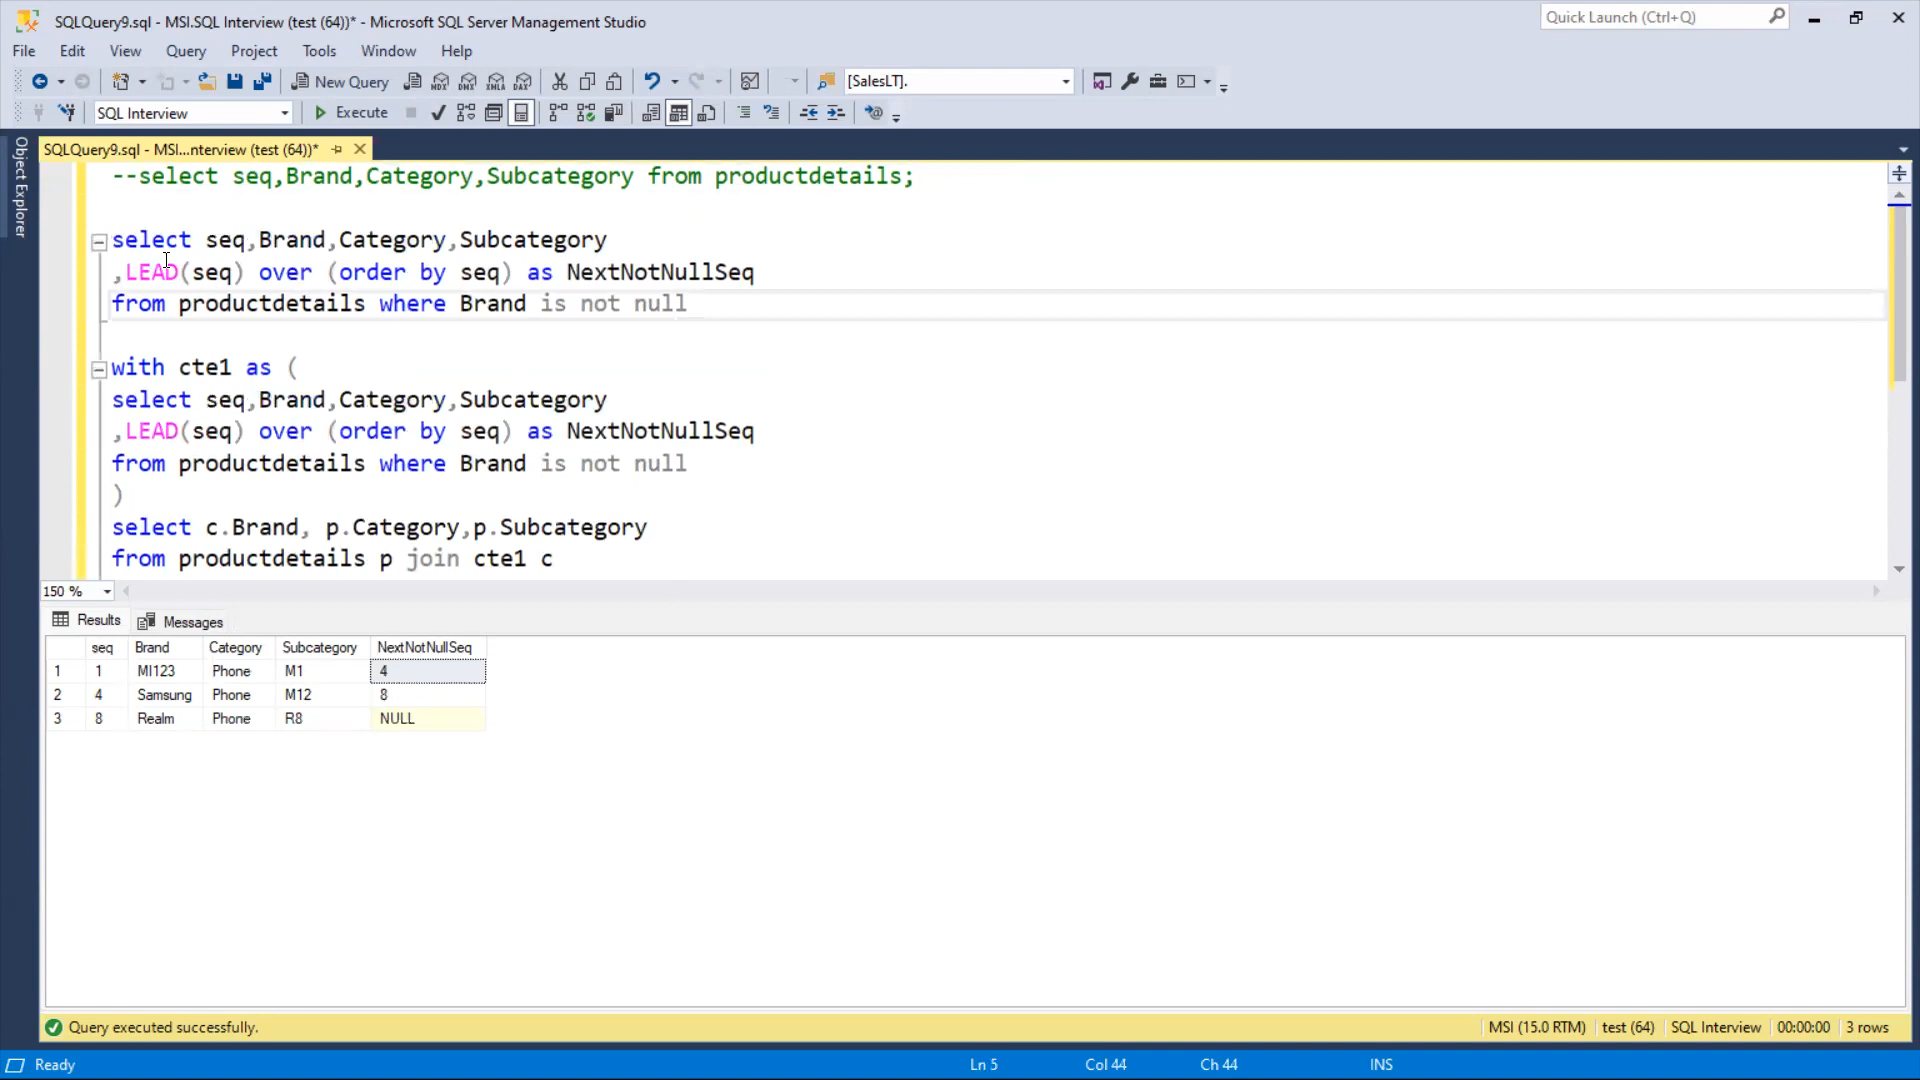 SQLQuery9.sql - MSI.SQL Interview (test (64))* - Microsoft SQL Server Management Studio
Quick Launch (Ctrl+Q)
File Edit View Query Project Tools Window Help
New Query MDX DMX XMLA DAX [SalesLT].
SQL Interview Execute
Object Explorer
SQLQuery9.sql - MSI...nterview (test (64))*
--select seq,Brand,Category,Subcategory from productdetails;
select seq,Brand,Category,Subcategory
,LEAD(seq) over (order by seq) as NextNotNullSeq
from productdetails where Brand is not null
with cte1 as (
select seq,Brand,Category,Subcategory
,LEAD(seq) over (order by seq) as NextNotNullSeq
from productdetails where Brand is not null
)
select c.Brand, p.Category,p.Subcategory
from productdetails p join cte1 c
150 %
Results Messages
seq Brand Category Subcategory NextNotNullSeq
1 1 MI123 Phone M1 4
2 4 Samsung Phone M12 8
3 8 Realm Phone R8 NULL
Query executed successfully. MSI (15.0 RTM) test (64) SQL Interview 00:00:00 3 rows
Ready Ln 5 Col 44 Ch 44 INS